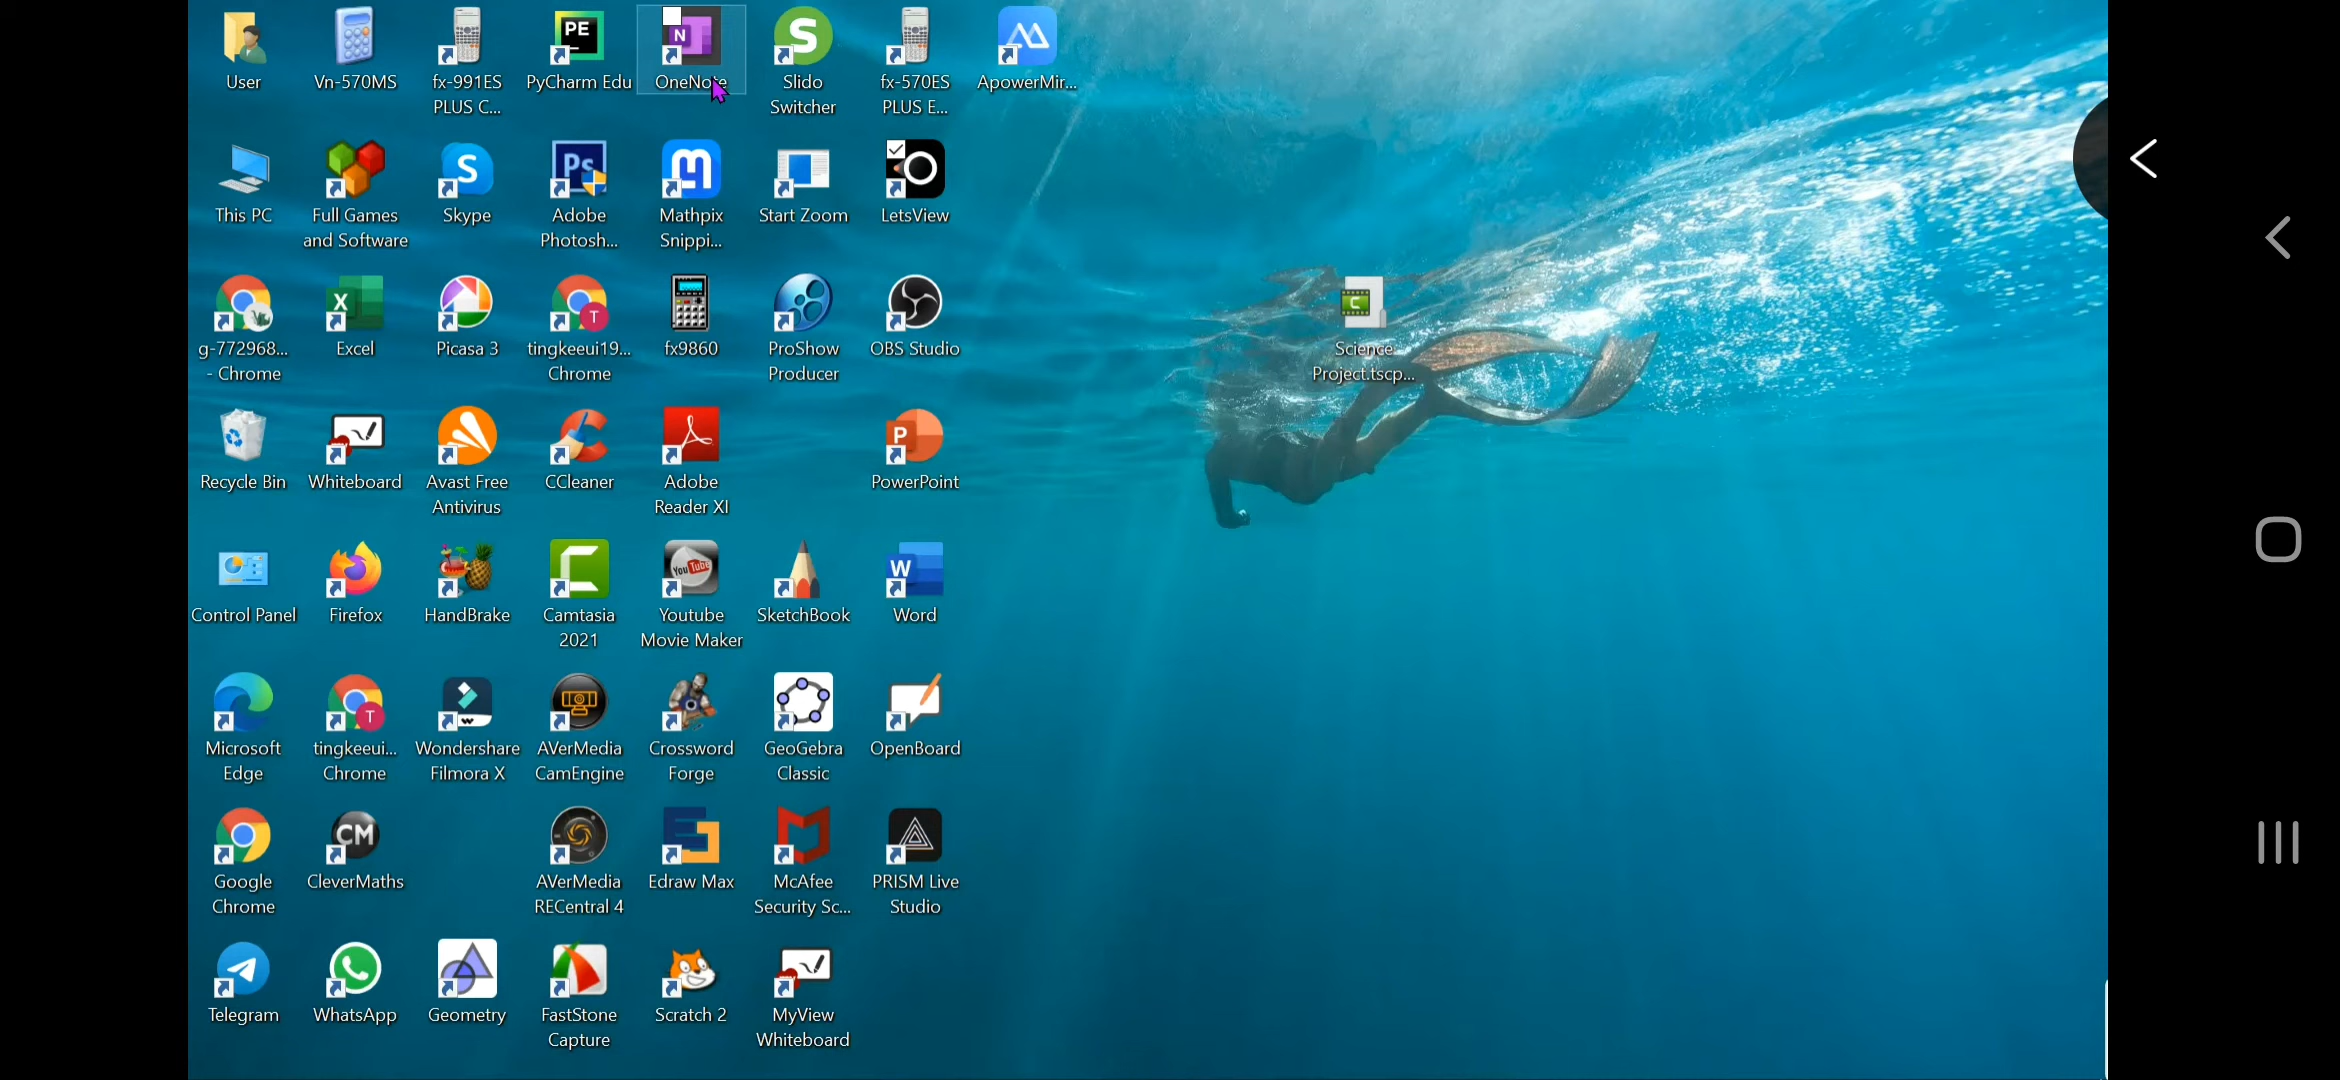 User
Vn-570MS
fx-991ES
PLUS C...
PyCharm Edu
OneNote
Slido
Switcher
fx-570ES
PLUS E...
ApowerMir...
This PC
Full Games
and Software
Skype
Adobe
Photosh...
Mathpix
Snippi...
Start Zoom
LetsView
g-772968...
- Chrome
Excel
Picasa 3
tingkeeui19...
Chrome
fx9860
ProShow
Producer
OBS Studio
Science
Project.tscp...
Recycle Bin
Whiteboard
Avast Free
Antivirus
CCleaner
Adobe
Reader XI
PowerPoint
Control Panel
Firefox
HandBrake
Camtasia
2021
Youtube
Movie Maker
SketchBook
Word
Microsoft
Edge
tingkeeui...
Chrome
Wondershare
Filmora X
AVerMedia
CamEngine
Crossword
Forge
GeoGebra
Classic
OpenBoard
Google
Chrome
CleverMaths
AVerMedia
RECentral 4
Edraw Max
McAfee
Security Sc...
PRISM Live
Studio
Telegram
WhatsApp
Geometry
FastStone
Capture
Scratch 2
MyView
Whiteboard